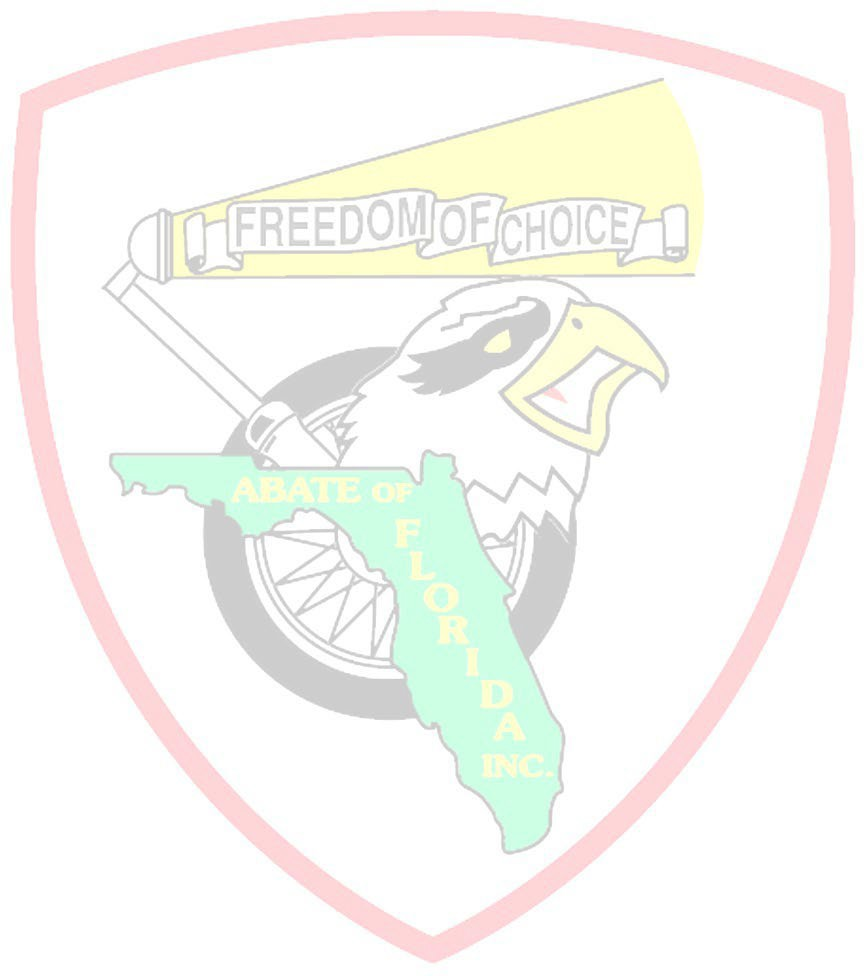 FREEDOM OF CHOICE
ABATE OF
FLORIDA
INC.